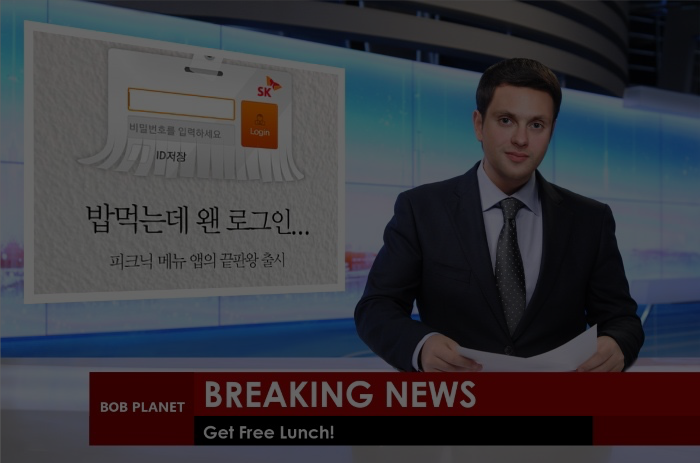 SK
비밀번호를 입력하세요
Login
ID저장
밥먹는데 왠 로그인...
피크닉 메뉴 앱의 끝판왕 출시
BOB PLANET
BREAKING NEWS
Get Free Lunch!